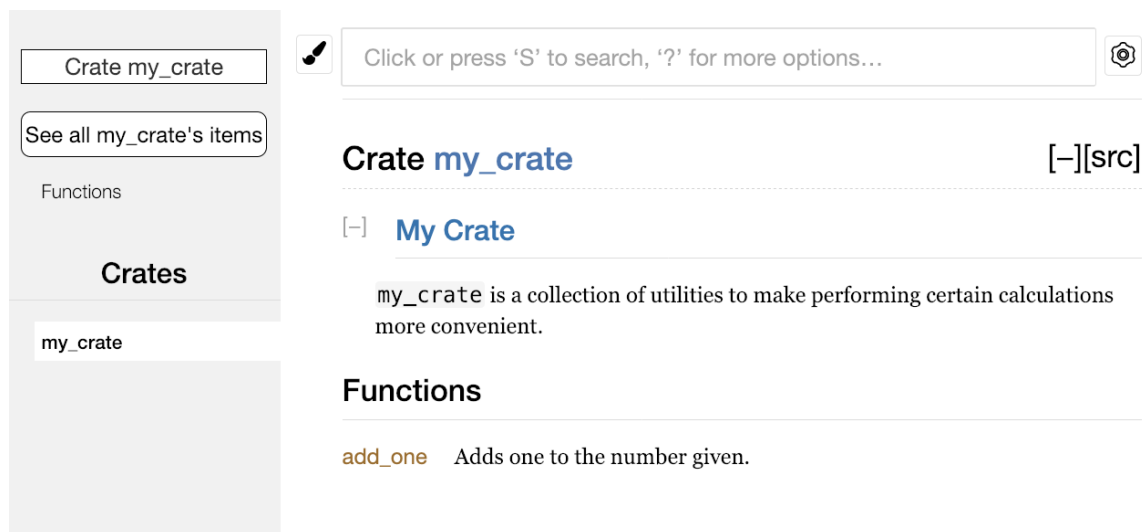 Crate my_crate
See all my_crate's items
Functions
Crates
my_crate
Click or press ‘S’ to search, ‘?’ for more options…
Crate my_crate
[−][src]
[−]
My Crate
my_crate is a collection of utilities to make performing certain calculations
more convenient.
Functions
add_one Adds one to the number given.